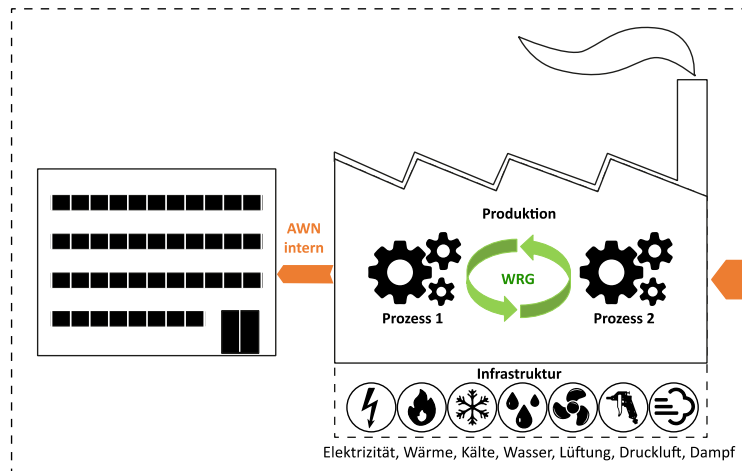 Produktion
AWN
intern
WRG
Prozess 1
Prozess 2
Infrastruktur
Elektrizität, Wärme, Kälte, Wasser, Lüftung, Druckluft, Dampf